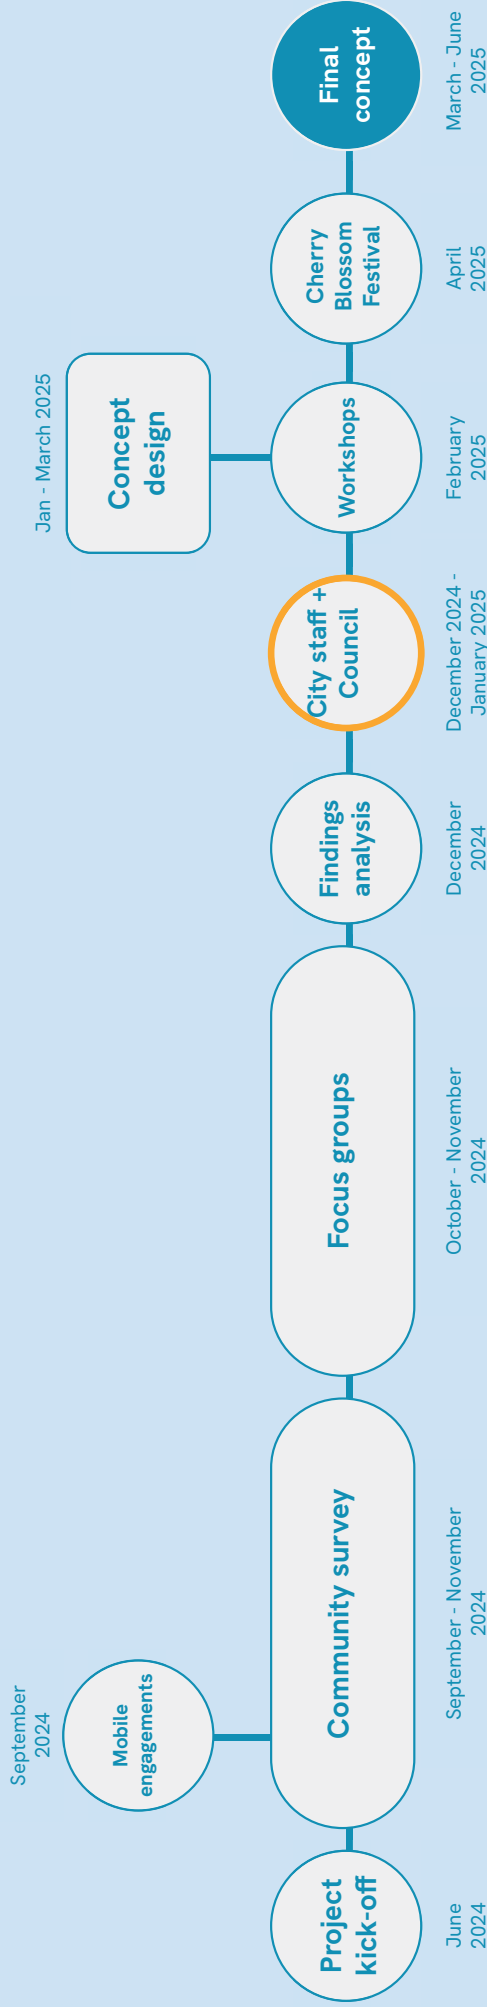 September
2024
Mobile
engagements
Jan - March 2025
Concept
design
Project
kick-off
Community survey
Focus groups
Findings
analysis
City staff +
Council
Workshops
Cherry
Blossom
Festival
Final
concept
June
2024
September - November
2024
October - November
2024
December
2024
December 2024 -
January 2025
February
2025
April
2025
March - June
2025